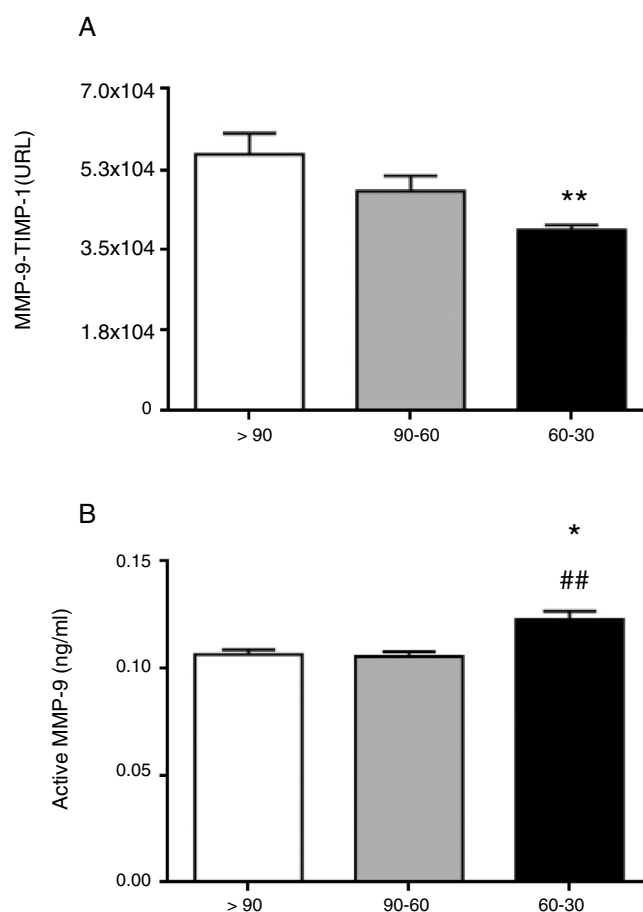 A
MMP-9-TIMP-1(URL)
7.0x104
5.3x104
3.5x104
1.8x104
0
**
> 90
90-60
60-30
B
Active MMP-9 (ng/ml)
0.15
0.10
0.05
0.00
*
##
> 90
90-60
60-30